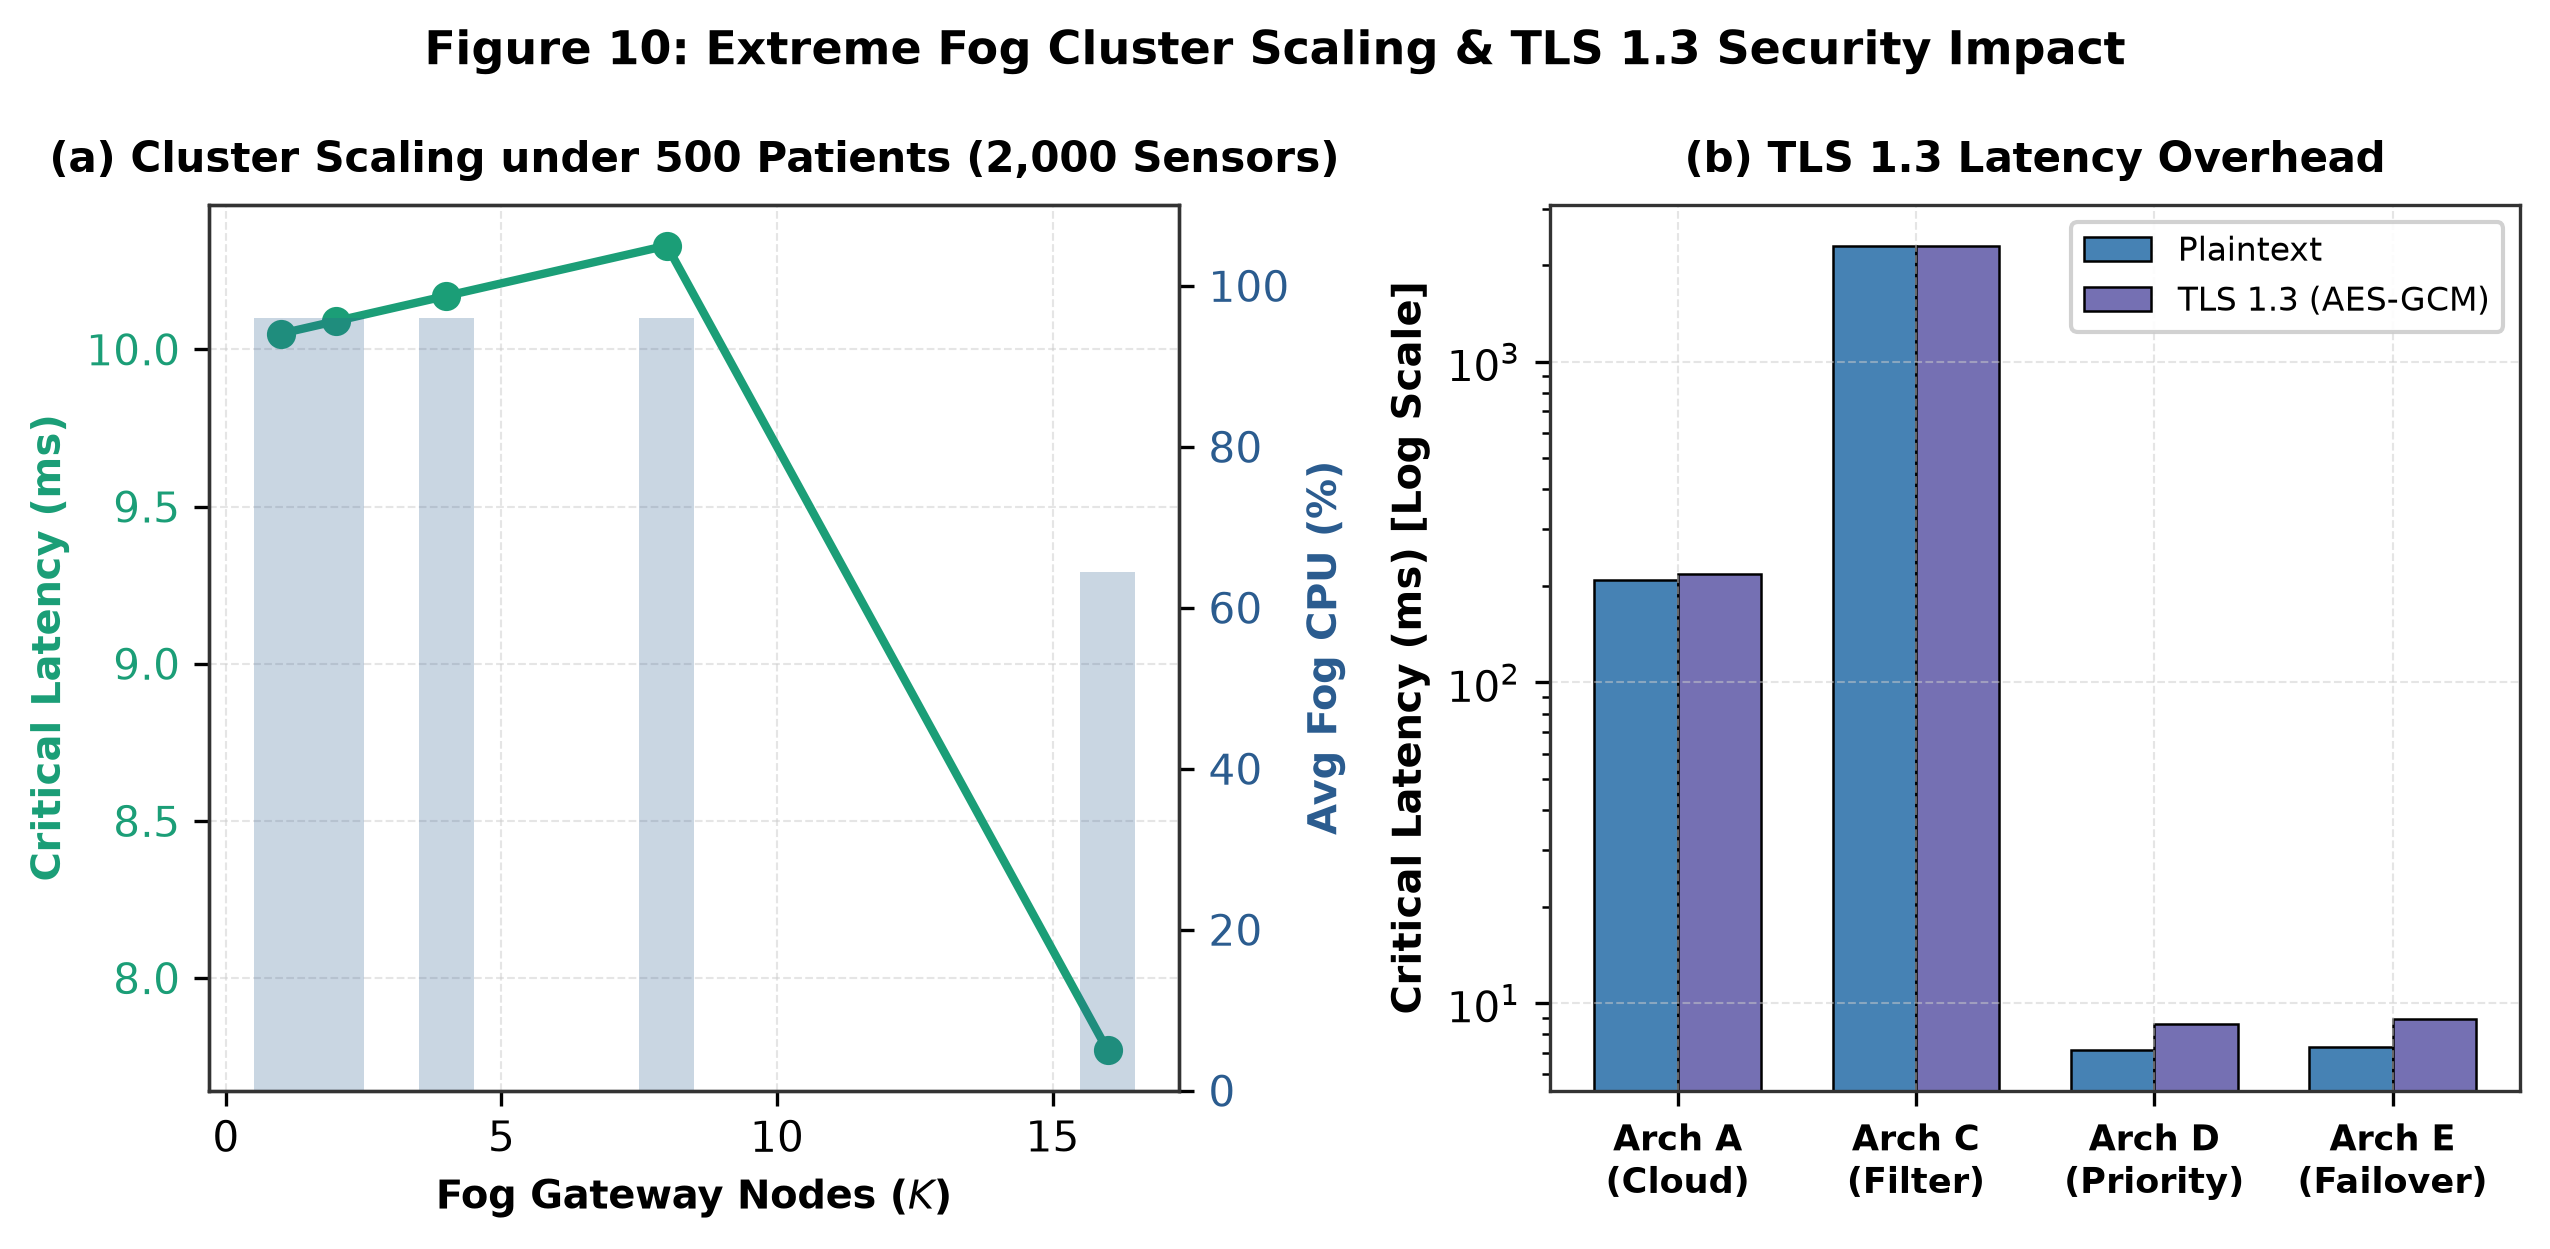 Figure 10: Extreme Fog Cluster Scaling & TLS 1.3 Security Impact
(a) Cluster Scaling under 500 Patients (2,000 Sensors)
Critical Latency (ms)
10.0
9.5
9.0
8.5
8.0
100
80
60
40
20
0
Avg Fog CPU (%)
0 5 10 15
Fog Gateway Nodes (K)
(b) TLS 1.3 Latency Overhead
Critical Latency (ms) [Log Scale]
10³
10²
10¹
Plaintext
TLS 1.3 (AES-GCM)
Arch A
(Cloud)
Arch C
(Filter)
Arch D
(Priority)
Arch E
(Failover)